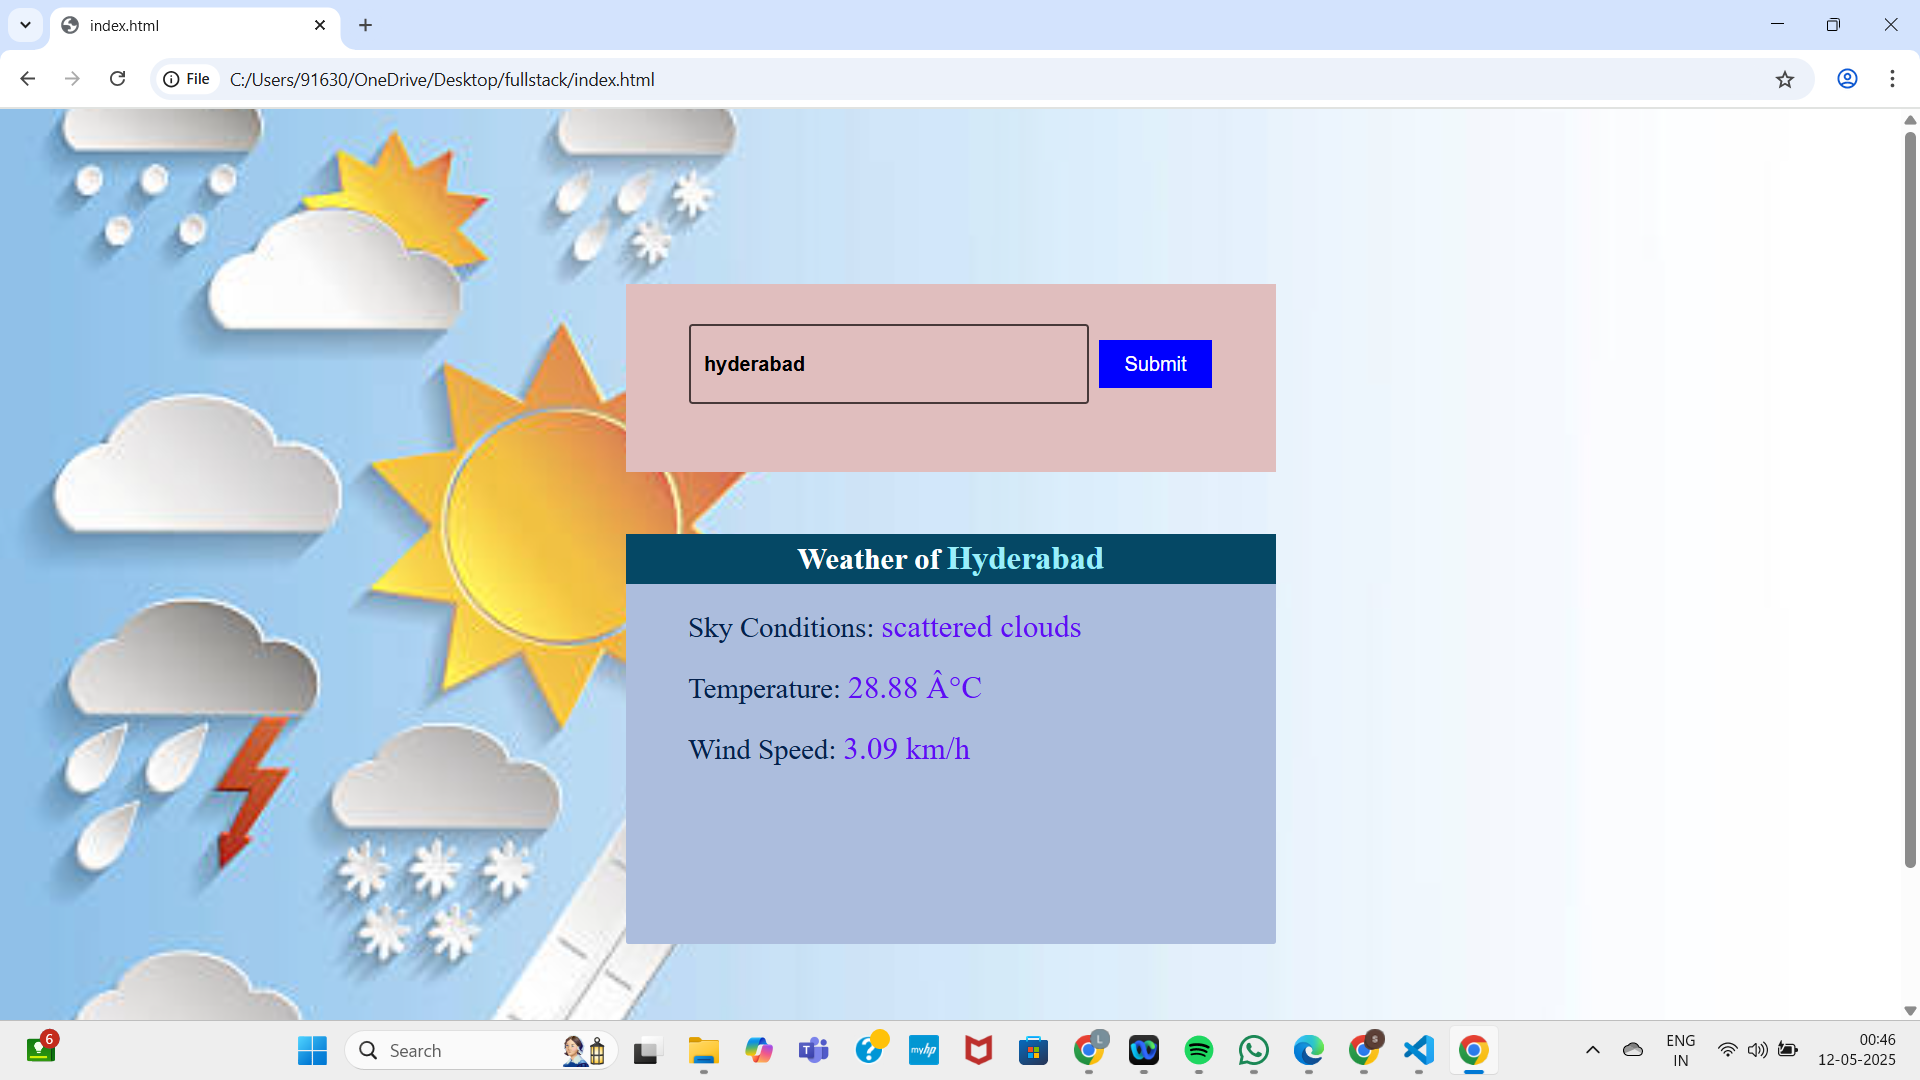 index.html
File
C:/Users/91630/OneDrive/Desktop/fullstack/index.html
hyderabad
Submit
Weather of Hyderabad
Sky Conditions: scattered clouds
Temperature: 28.88 Â°C
Wind Speed: 3.09 km/h
6
Search
myhp
L
S
ENG
IN
00:46
12-05-2025